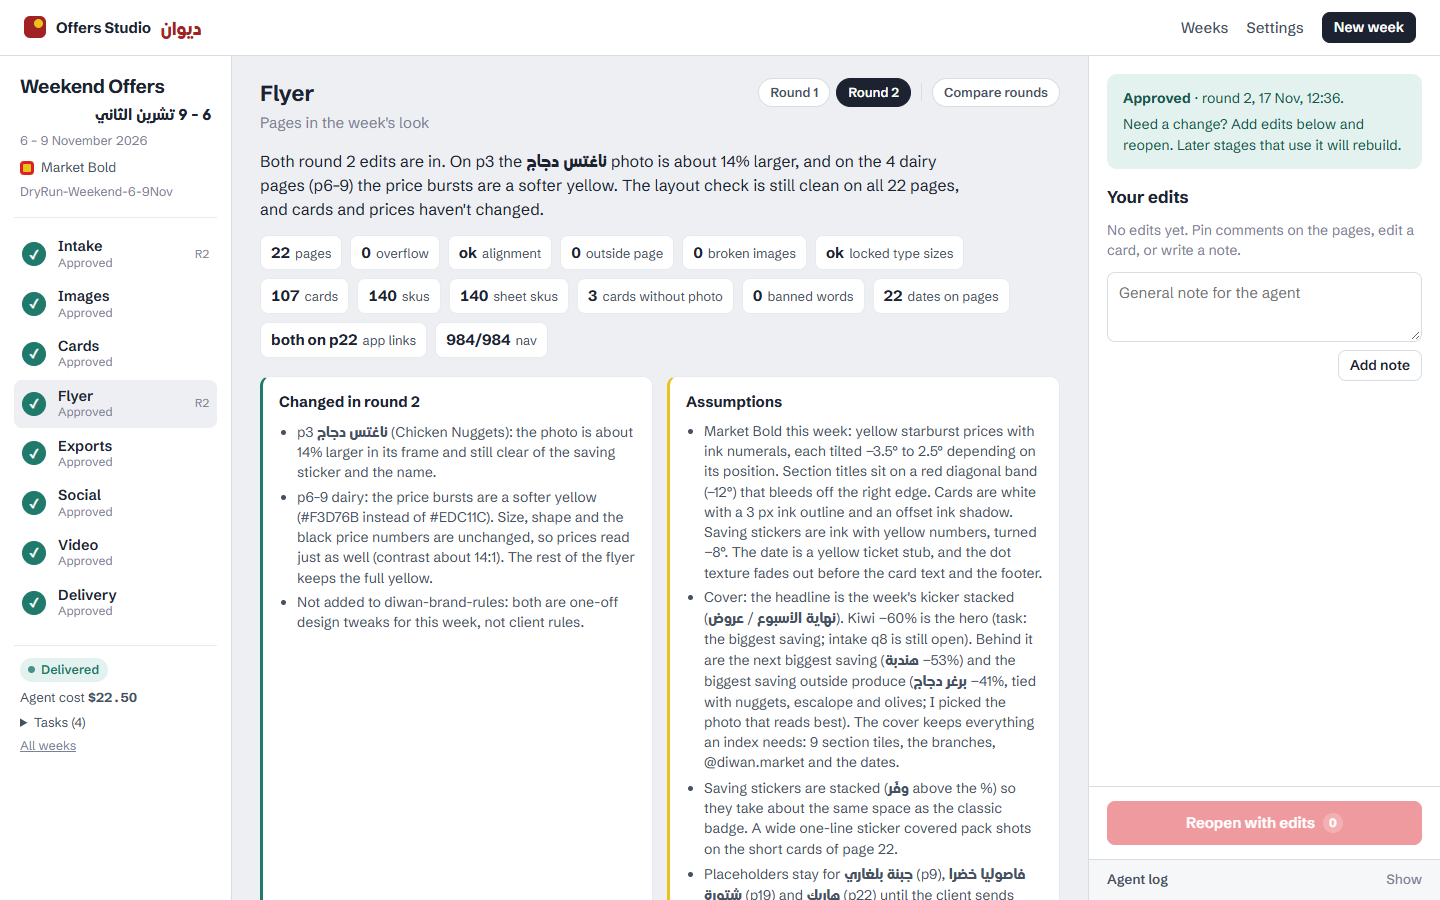 Offers Studio ديوان
Weeks
Settings
New week
Weekend Offers
6 - 9 تشرين الثاني
6 – 9 November 2026
Market Bold
DryRun-Weekend-6-9Nov
Intake
Approved
R2
Images
Approved
Cards
Approved
Flyer
Approved
R2
Exports
Approved
Social
Approved
Video
Approved
Delivery
Approved
Delivered
Agent cost $22.50
Tasks (4)
All weeks
Flyer
Pages in the week's look
Round 1
Round 2
Compare rounds
Both round 2 edits are in. On p3 the ناغتس دجاج photo is about 14% larger, and on the 4 dairy
pages (p6-9) the price bursts are a softer yellow. The layout check is still clean on all 22 pages,
and cards and prices haven't changed.
22 pages
0 overflow
ok alignment
0 outside page
0 broken images
ok locked type sizes
107 cards
140 skus
140 sheet skus
3 cards without photo
0 banned words
22 dates on pages
both on p22 app links
984/984 nav
Changed in round 2
p3 ناغتس دجاج (Chicken Nuggets): the photo is about
14% larger in its frame and still clear of the saving
sticker and the name.
p6-9 dairy: the price bursts are a softer yellow
(#F3D76B instead of #EDC11C). Size, shape and the
black price numbers are unchanged, so prices read
just as well (contrast about 14:1). The rest of the flyer
keeps the full yellow.
Not added to diwan-brand-rules: both are one-off
design tweaks for this week, not client rules.
Assumptions
Market Bold this week: yellow starburst prices with
ink numerals, each tilted −3.5° to 2.5° depending on
its position. Section titles sit on a red diagonal band
(−12°) that bleeds off the right edge. Cards are white
with a 3 px ink outline and an offset ink shadow.
Saving stickers are ink with yellow numbers, turned
−8°. The date is a yellow ticket stub, and the dot
texture fades out before the card text and the footer.
Cover: the headline is the week's kicker stacked
(نهاية الأسبوع / عروض). Kiwi −60% is the hero (task:
the biggest saving; intake q8 is still open). Behind it
are the next biggest saving (هندبة −53%) and the
biggest saving outside produce (برغر دجاج −41%, tied
with nuggets, escalope and olives; I picked the
photo that reads best). The cover keeps everything
an index needs: 9 section tiles, the branches,
@diwan.market and the dates.
Saving stickers are stacked (وفّر above the %) so
they take about the same space as the classic
badge. A wide one-line sticker covered pack shots
on the short cards of page 22.
Placeholders stay for جبنة بلغاري (p9), فاصوليا خضرا
شتورة (p19) and هاريك (p22) until the client sends
Approved · round 2, 17 Nov, 12:36.
Need a change? Add edits below and
reopen. Later stages that use it will rebuild.
Your edits
No edits yet. Pin comments on the pages, edit a
card, or write a note.
General note for the agent
Add note
Reopen with edits 0
Agent log
Show